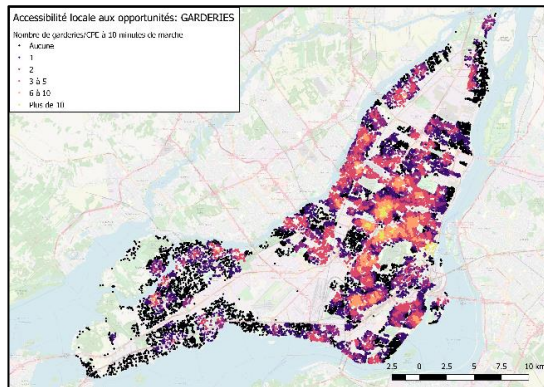 Accessibilité locale aux opportunités: GARDERIES
Nombre de garderies/CPE à 10 minutes de marche
Aucune
1
2
3 à 5
6 à 10
Plus de 10
2.5 0 2.5 5 7.5 10 km